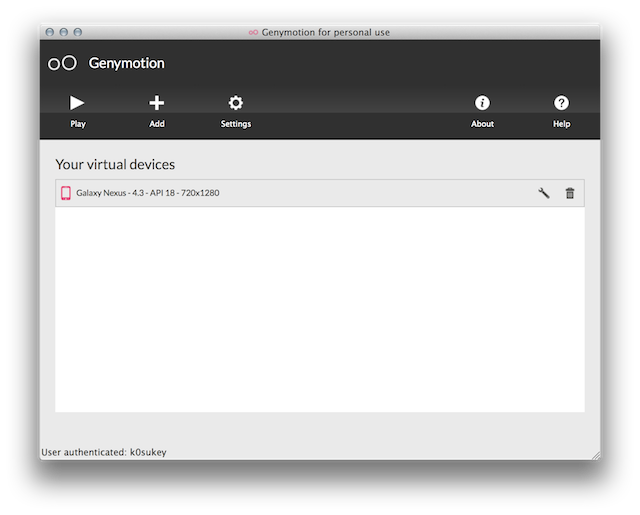 Genymotion for personal use
Genymotion
Play Add Settings About Help
Your virtual devices
Galaxy Nexus - 4.3 - API 18 - 720x1280
User authenticated: k0sukey